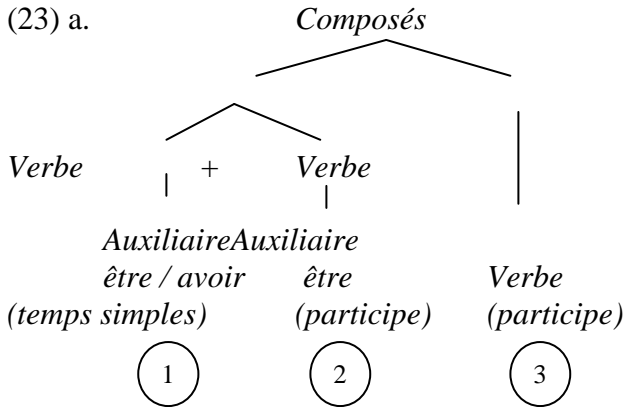 (23) a. Composés
Verbe + Verbe
AuxiliaireAuxiliaire
être / avoir être Verbe
(temps simples) (participe) (participe)
1 2 3